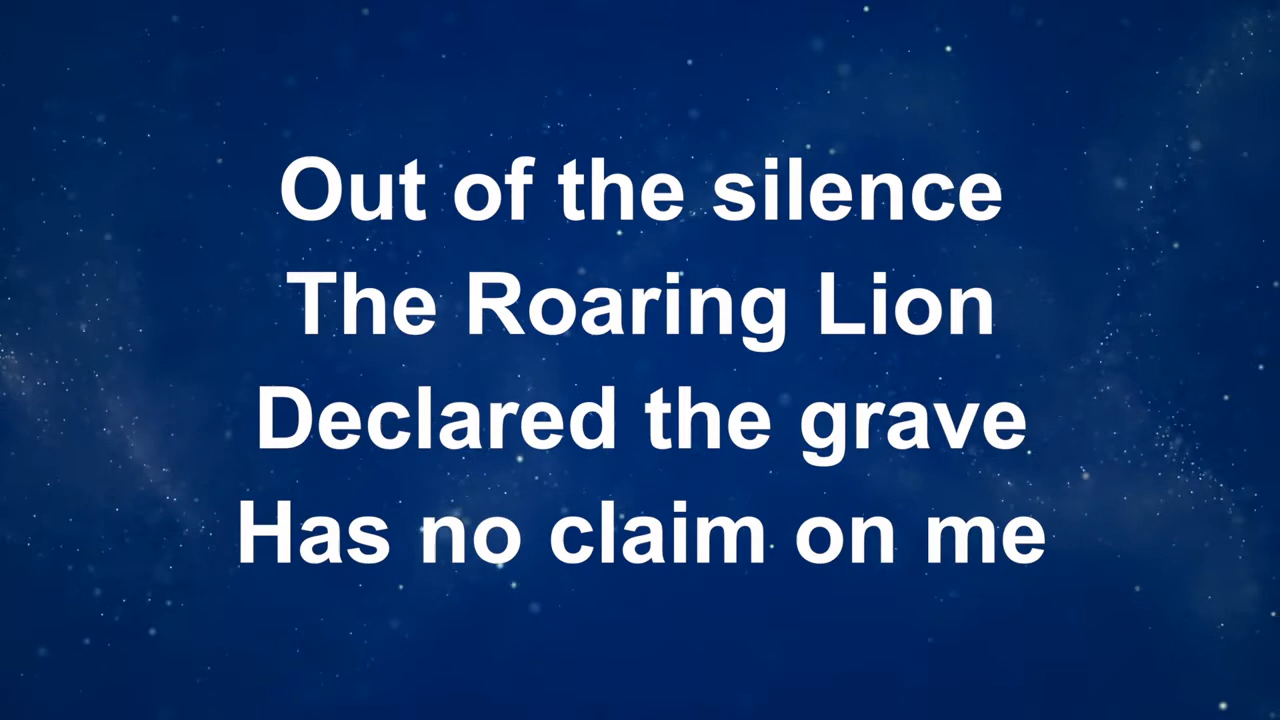 Out of the silence
The Roaring Lion
Declared the grave
Has no claim on me